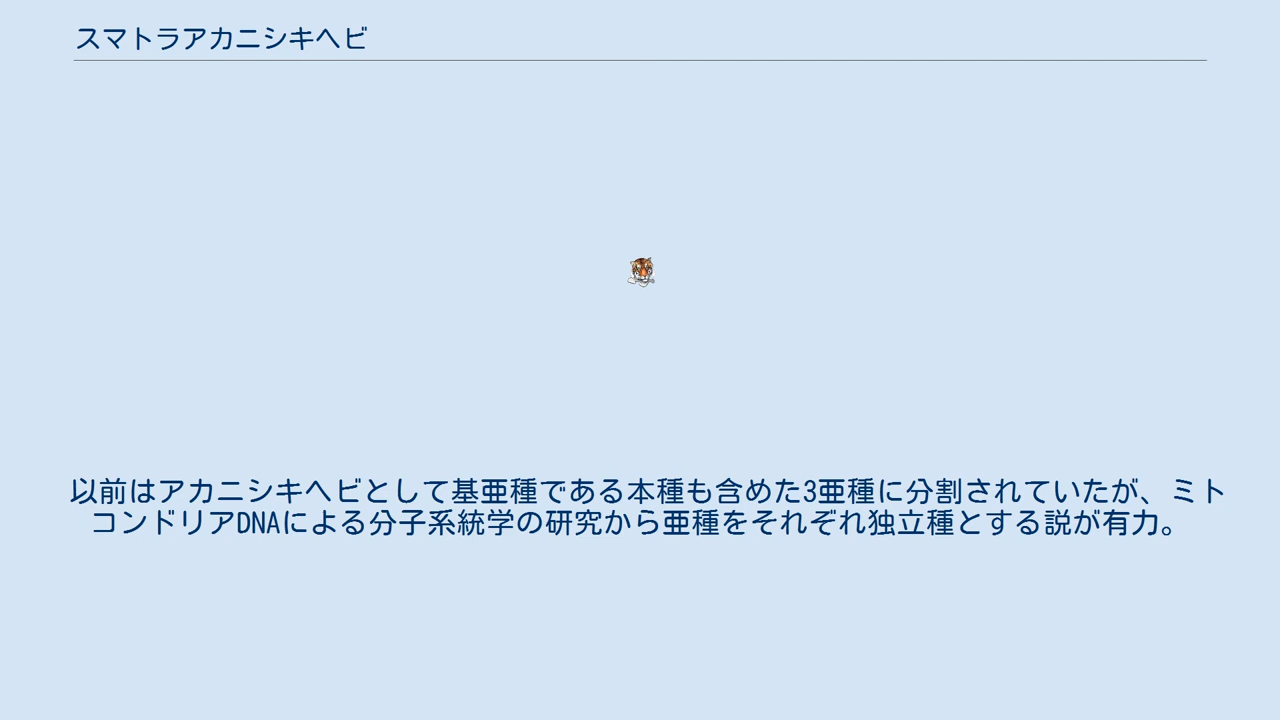 スマトラアカニシキヘビ
以前はアカニシキヘビとして基亜種である本種も含めた3亜種に分割されていたが、ミト
コンドリアDNAによる分子系統学の研究から亜種をそれぞれ独立種とする説が有力。